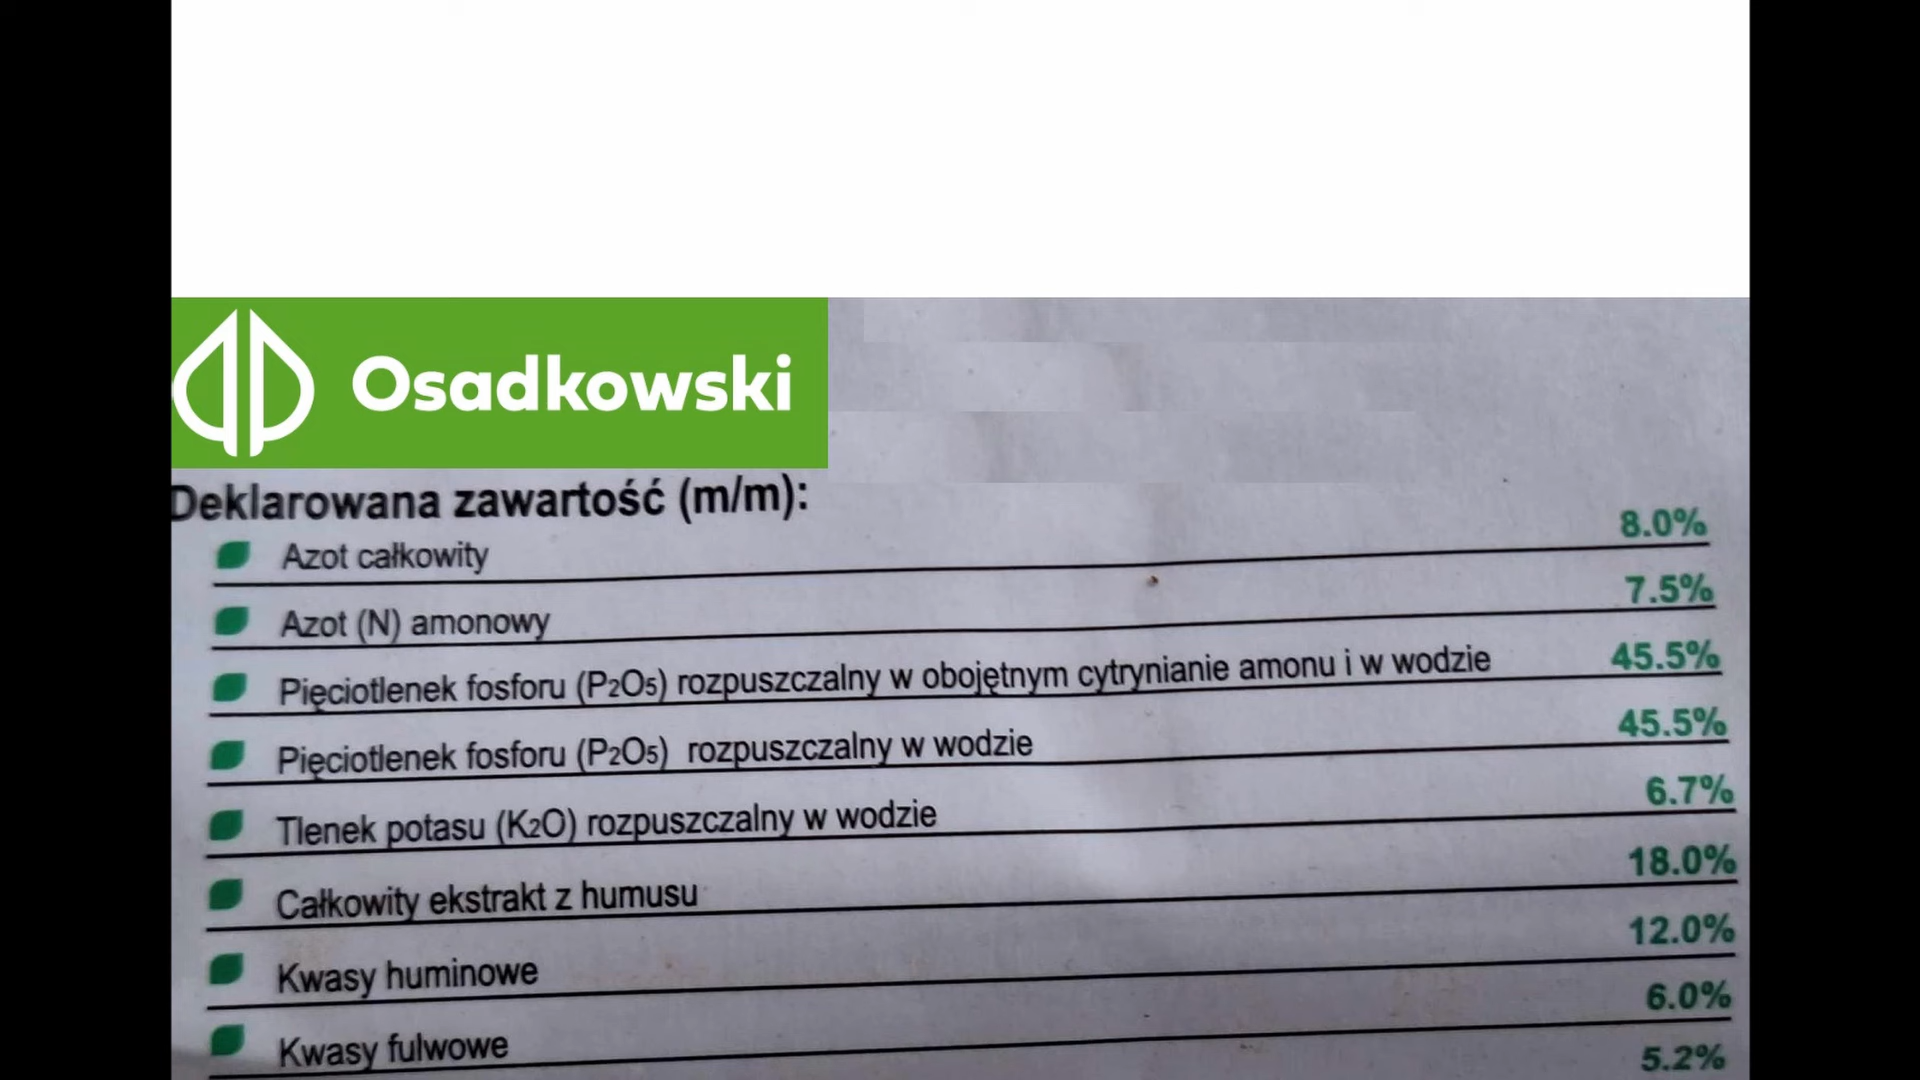 Osadkowski
Deklarowana zawartość (m/m):
Azot całkowity 8.0%
Azot (N) amonowy 7.5%
Pięciotlenek fosforu (P2O5) rozpuszczalny w obojętnym cytrynianie amonu i w wodzie 45.5%
Pięciotlenek fosforu (P2O5) rozpuszczalny w wodzie 45.5%
Tlenek potasu (K2O) rozpuszczalny w wodzie 6.7%
Całkowity ekstrakt z humusu 18.0%
Kwasy huminowe 12.0%
Kwasy fulwowe 6.0%
5.2%